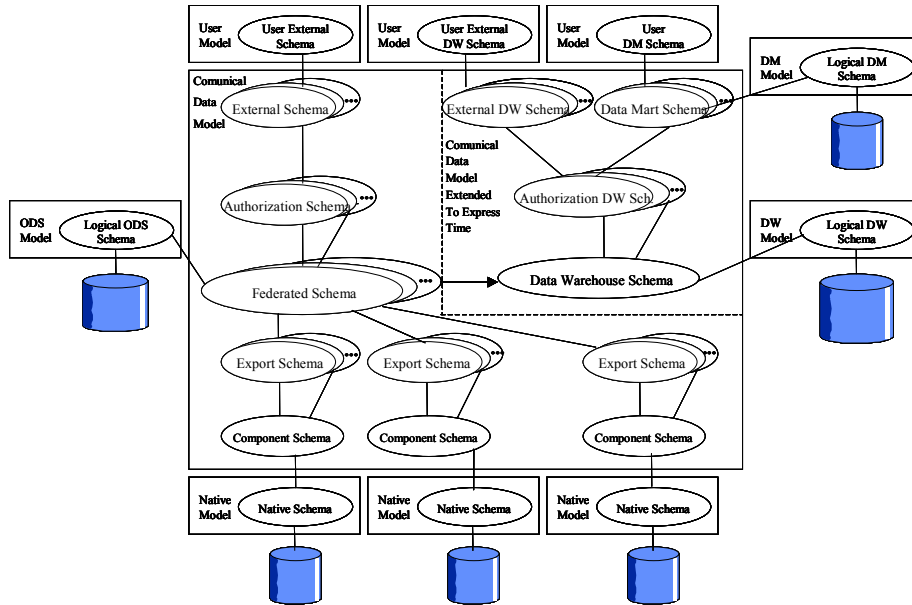 User
Model
User External
Schema
User
Model
User External
DW Schema
User
Model
User
DM Schema
DM
Model
Logical DM
Schema
Comunical
Data
Model
External Schema
•••
External DW Schema
•••
Data Mart Schema
•••
Comunical
Data
Model
Extended
To Express
Time
Authorization Schema
•••
Authorization DW Sch
•••
ODS
Model
Logical ODS
Schema
DW
Model
Logical DW
Schema
Federated Schema
•••
Data Warehouse Schema
Export Schema
•••
Export Schema
•••
Export Schema
•••
Component Schema
Component Schema
Component Schema
Native
Model
Native Schema
Native
Model
Native Schema
Native
Model
Native Schema